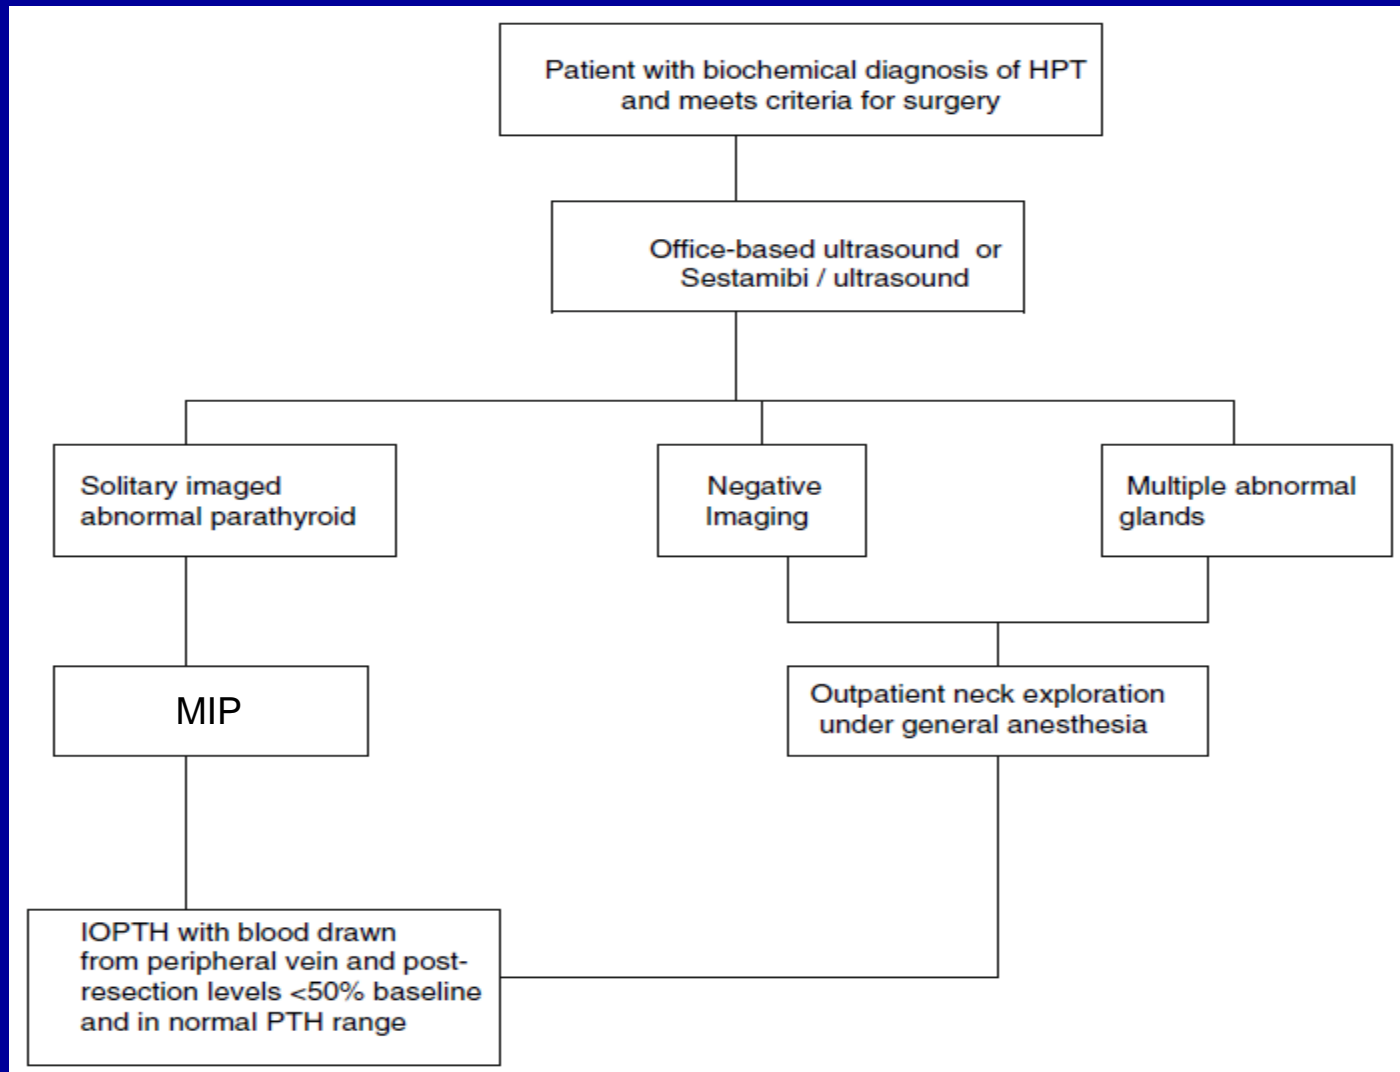 Patient with biochemical diagnosis of HPT
and meets criteria for surgery
Office-based ultrasound or
Sestamibi / ultrasound
Solitary imaged
abnormal parathyroid
Negative
Imaging
Multiple abnormal
glands
MIP
Outpatient neck exploration
under general anesthesia
IOPTH with blood drawn
from peripheral vein and post-
resection levels <50% baseline
and in normal PTH range